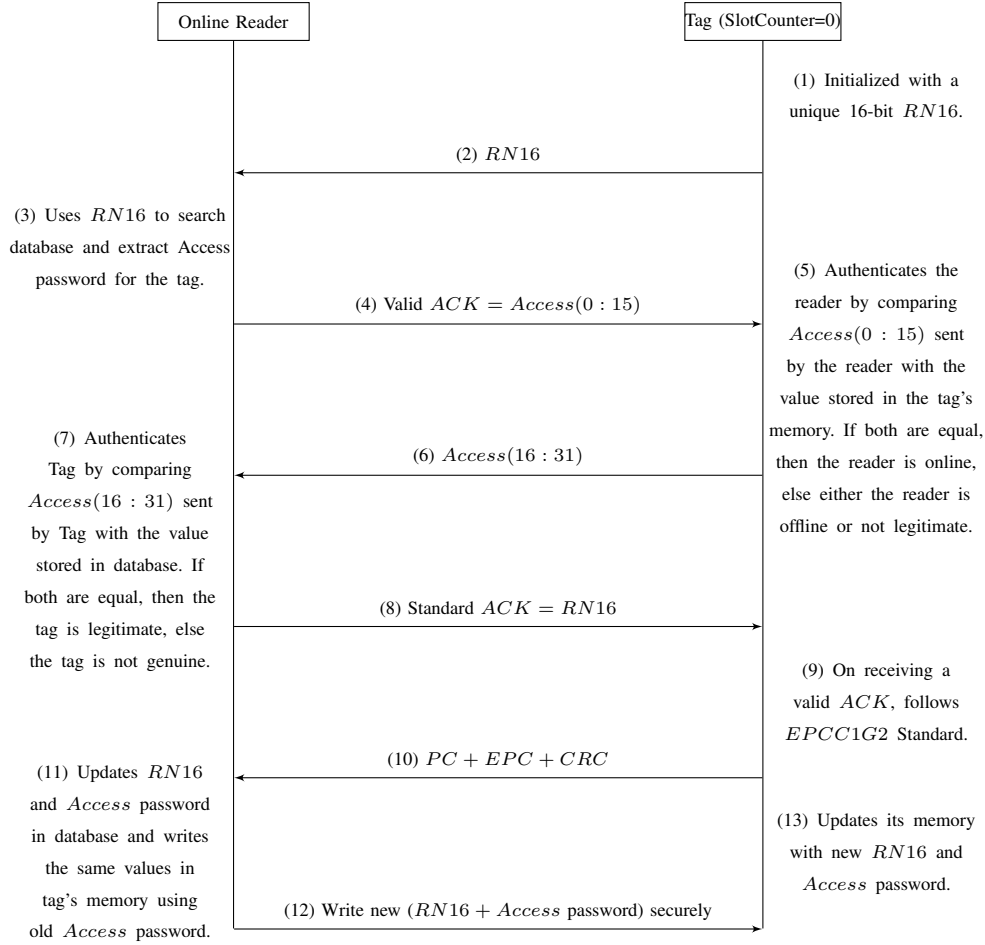 Online Reader
Tag (SlotCounter=0)
(1) Initialized with a
unique 16-bit RN16.
(2) RN16
(3) Uses RN16 to search
database and extract Access
password for the tag.
(4) Valid ACK = Access(0 : 15)
(5) Authenticates the
reader by comparing
Access(0 : 15) sent
by the reader with the
value stored in the tag's
memory. If both are equal,
then the reader is online,
else either the reader is
offline or not legitimate.
(6) Access(16 : 31)
(7) Authenticates
Tag by comparing
Access(16 : 31) sent
by Tag with the value
stored in database. If
both are equal, then the
tag is legitimate, else
the tag is not genuine.
(8) Standard ACK = RN16
(9) On receiving a
valid ACK, follows
EPCC1G2 Standard.
(10) PC + EPC + CRC
(11) Updates RN16
and Access password
in database and writes
the same values in
tag's memory using
old Access password.
(12) Write new (RN16 + Access password) securely
(13) Updates its memory
with new RN16 and
Access password.